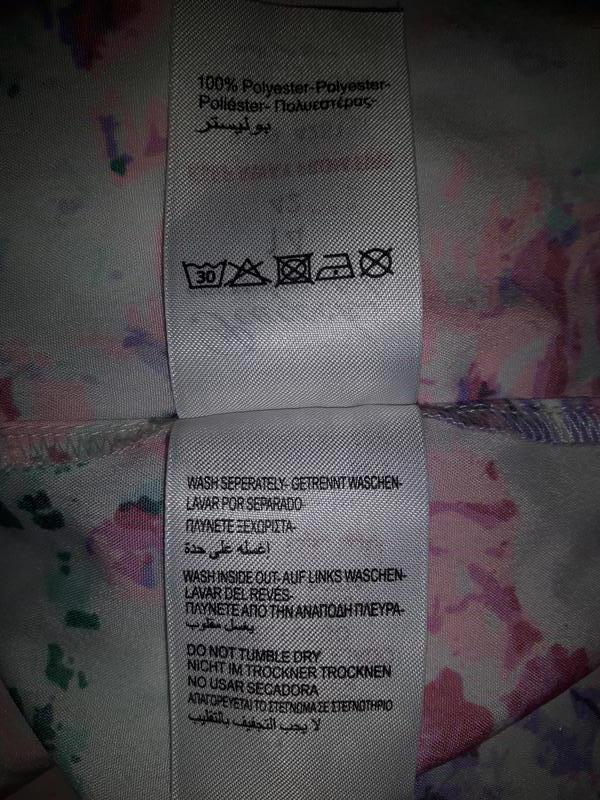 100% Polyester-Polyester-
Poliéster- Πολυεστέρας-
بوليستر
30
WASH SEPERATELY- GETRENNT WASCHEN-
LAVAR POR SEPARADO
ΠΛΥΝΕΤΕ ΞΕΧΩΡΙΣΤΑ-
اغسله على حدة
WASH INSIDE OUT- AUF LINKS WASCHEN-
LAVAR DEL REVES-
ΠΛΥΝΕΤΕ ΑΠΟ ΤΗΝ ΑΝΑΠΟΔΗ ΠΛΕΥΡΑ-
يغسل مقلوب
DO NOT TUMBLE DRY
NICHT IM TROCKNER TROCKNEN
NO USAR SECADORA
ΑΠΑΓΟΡΕΥΕΤΑΙ ΤΟ ΣΤΕΓΝΩΜΑ ΣΕ ΣΤΕΓΝΩΤΗΡΙΟ
لا يجب التجفيف بالتقليب